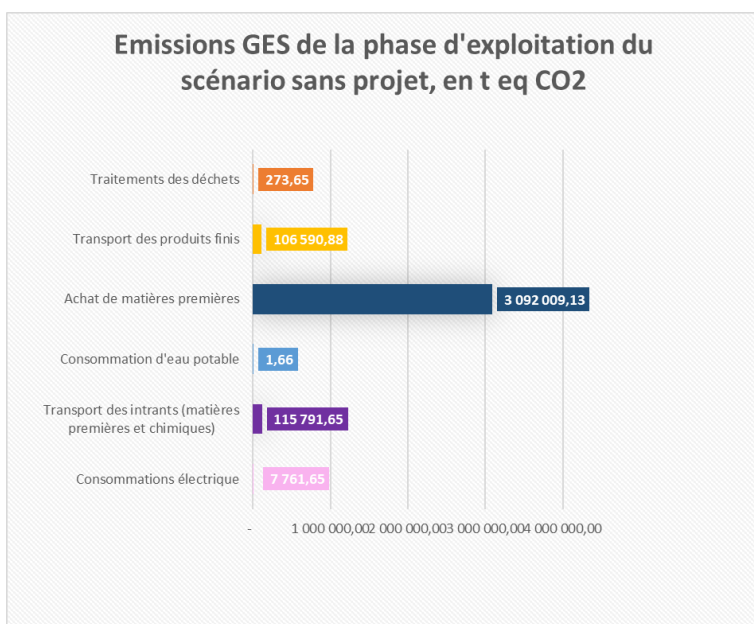 Emissions GES de la phase d'exploitation du
scénario sans projet, en t eq CO2
Traitements des déchets
273,65
Transport des produits finis
106 590,88
Achat de matières premières
3 092 009,13
Consommation d'eau potable
1,66
Transport des intrants (matières
premières et chimiques)
115 791,65
Consommations électrique
7 761,65
- 1 000 000,002 000 000,003 000 000,004 000 000,00